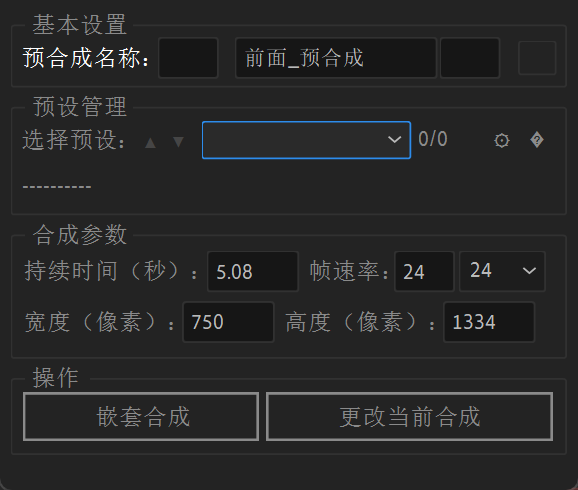 基本设置
预合成名称： 前面_预合成
预设管理
选择预设： ▲ ▼ 0/0 ⚙ �
----------
合成参数
持续时间（秒）： 5.08 帧速率： 24 24
宽度（像素）： 750 高度（像素）： 1334
操作
嵌套合成 更改当前合成